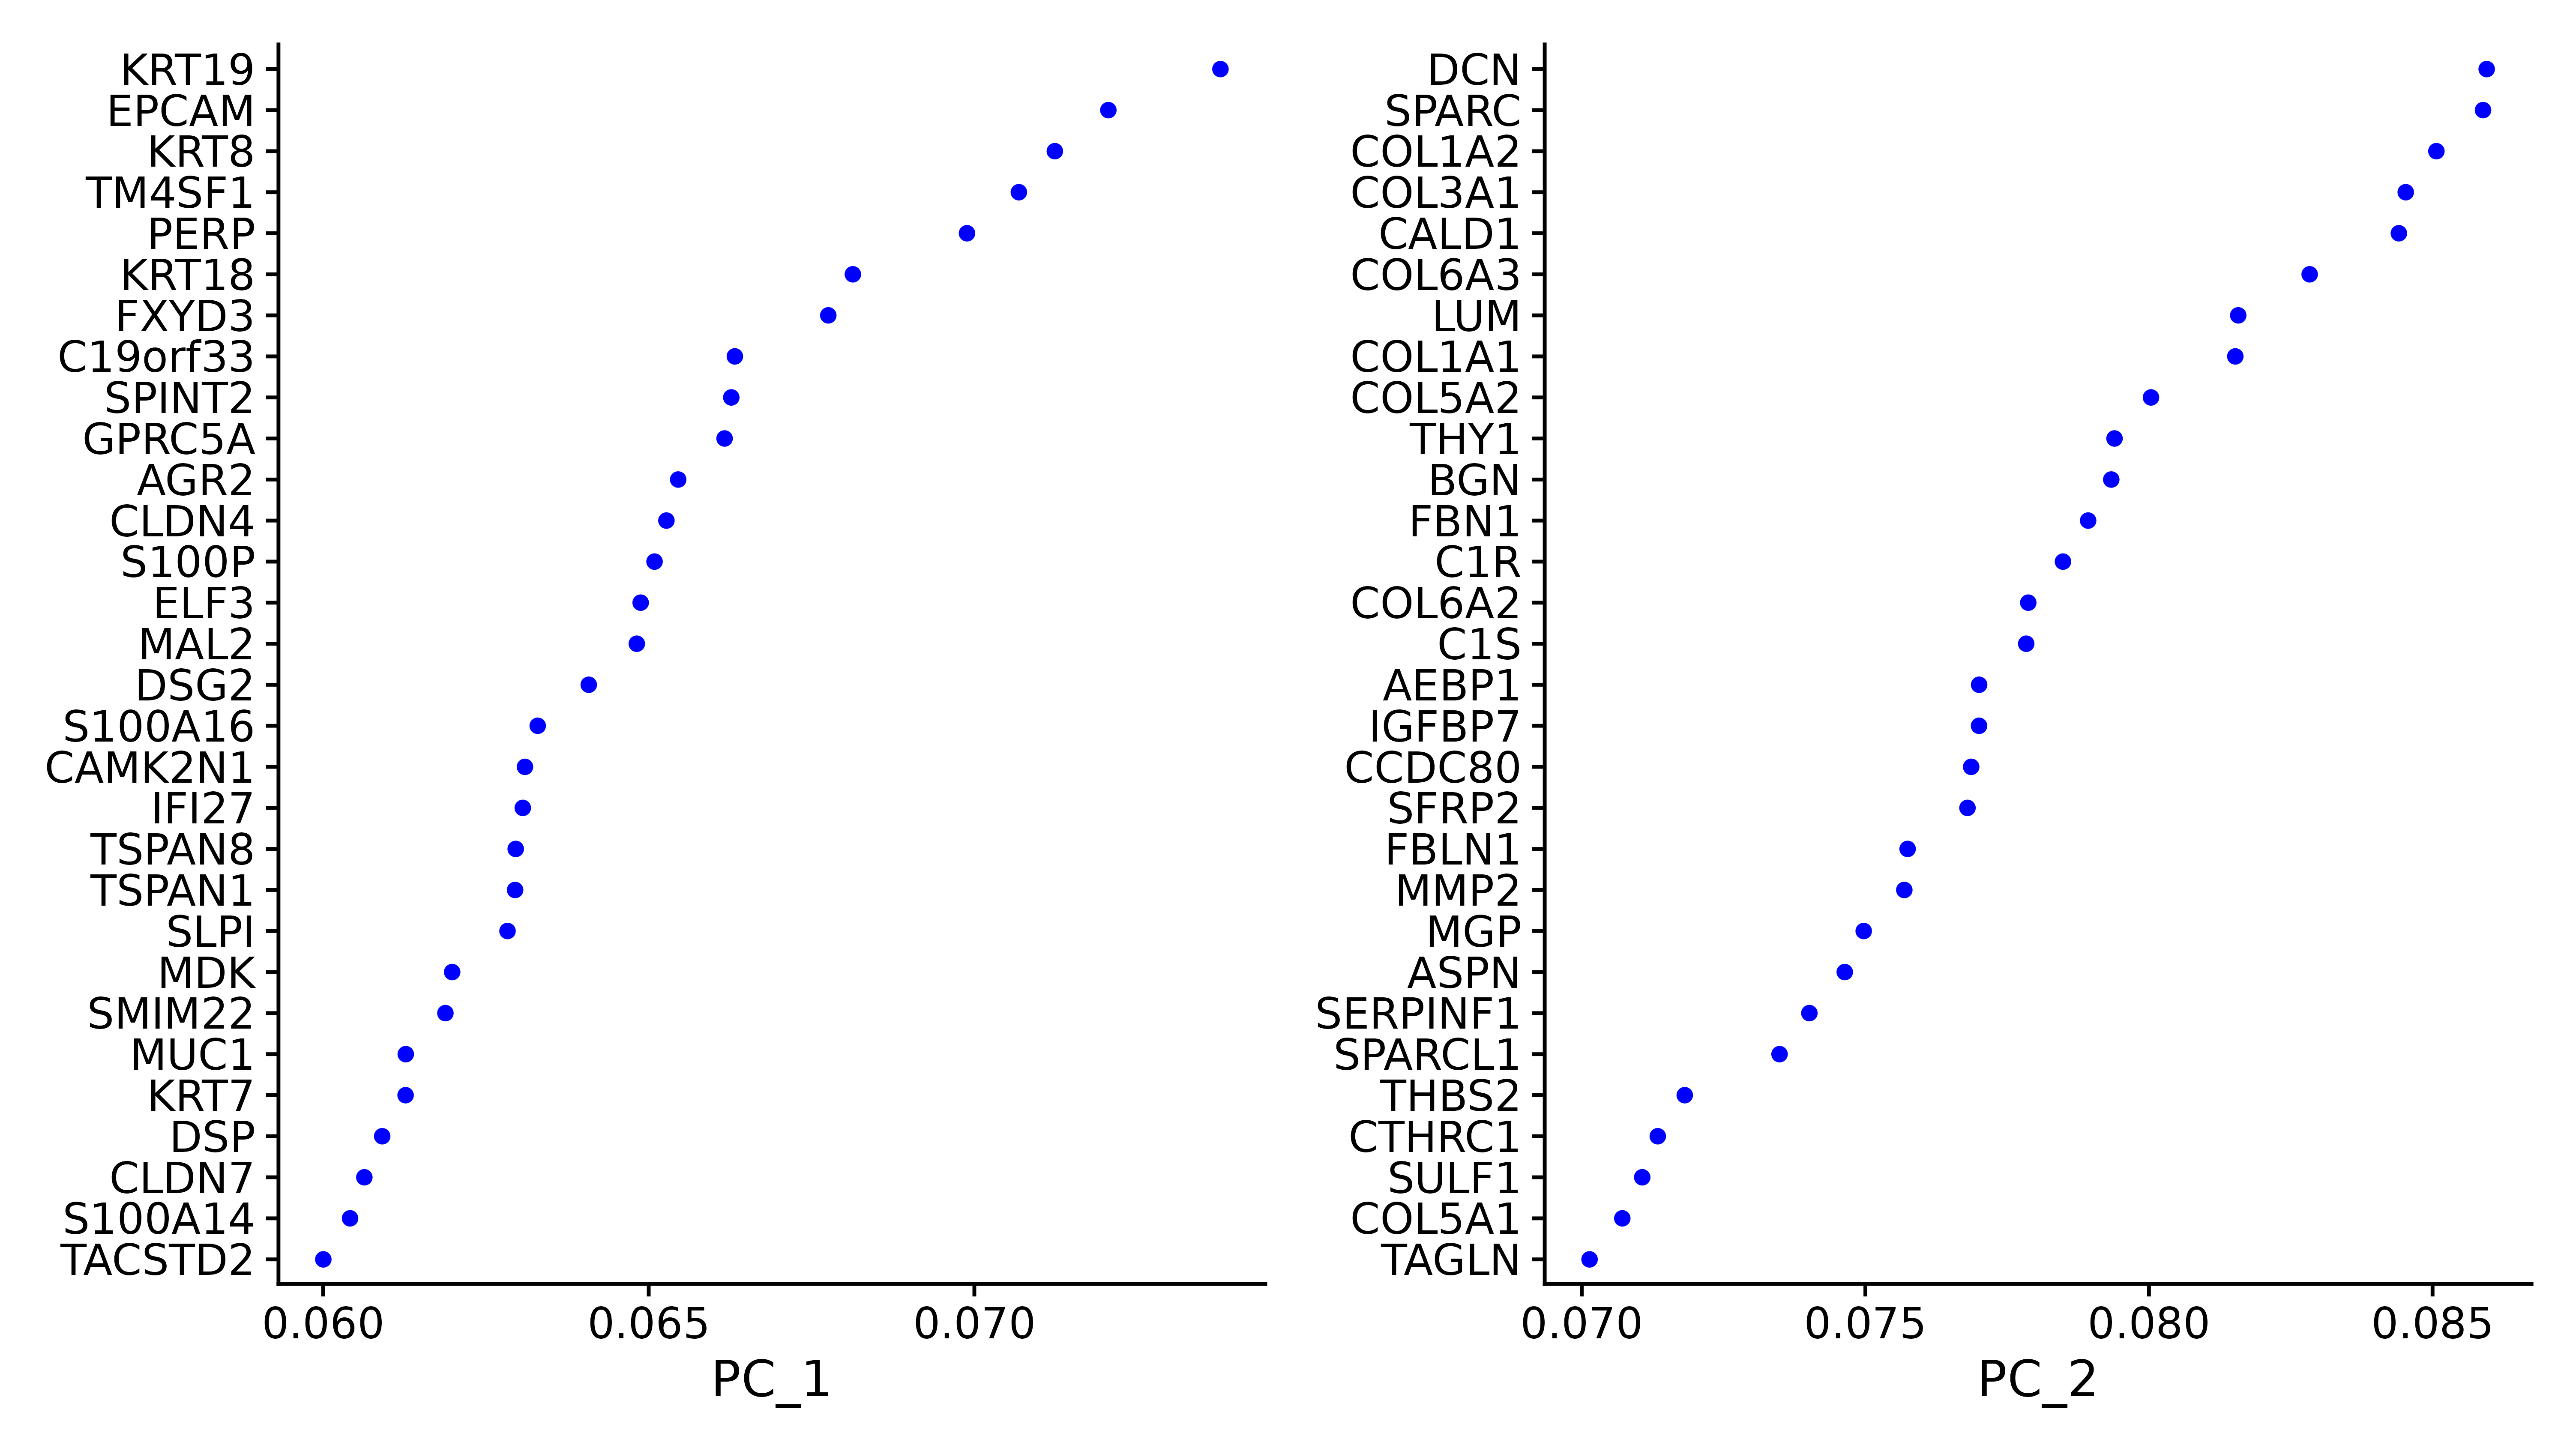 KRT19
EPCAM
KRT8
TM4SF1
PERP
KRT18
FXYD3
C19orf33
SPINT2
GPRC5A
AGR2
CLDN4
S100P
ELF3
MAL2
DSG2
S100A16
CAMK2N1
IFI27
TSPAN8
TSPAN1
SLPI
MDK
SMIM22
MUC1
KRT7
DSP
CLDN7
S100A14
TACSTD2
0.060 0.065 0.070
PC_1
DCN
SPARC
COL1A2
COL3A1
CALD1
COL6A3
LUM
COL1A1
COL5A2
THY1
BGN
FBN1
C1R
COL6A2
C1S
AEBP1
IGFBP7
CCDC80
SFRP2
FBLN1
MMP2
MGP
ASPN
SERPINF1
SPARCL1
THBS2
CTHRC1
SULF1
COL5A1
TAGLN
0.070 0.075 0.080 0.085
PC_2